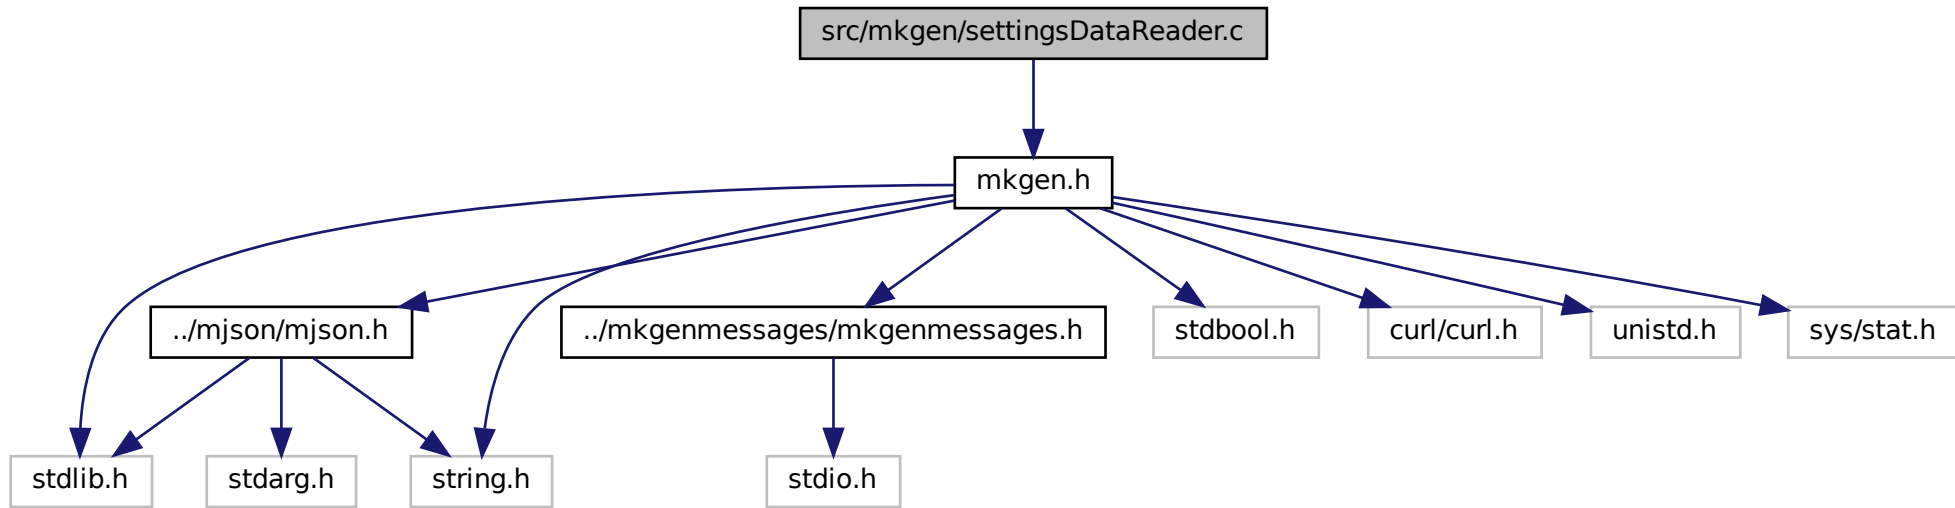 src/mkgen/settingsDataReader.c
mkgen.h
../mjson/mjson.h
../mkgenmessages/mkgenmessages.h
stdbool.h
curl/curl.h
unistd.h
sys/stat.h
stdlib.h
stdarg.h
string.h
stdio.h